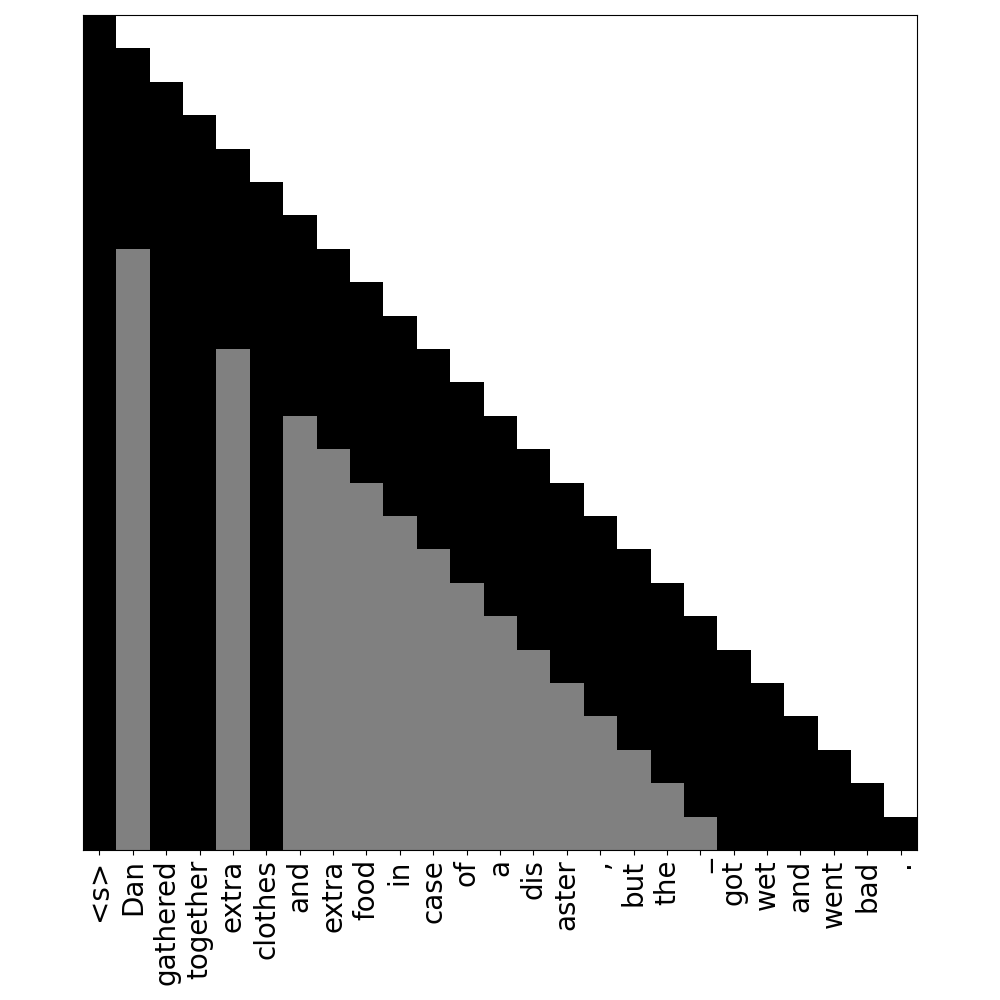 <s> Dan gathered together extra clothes and extra food in case of a dis aster , but the _ got wet and went bad .